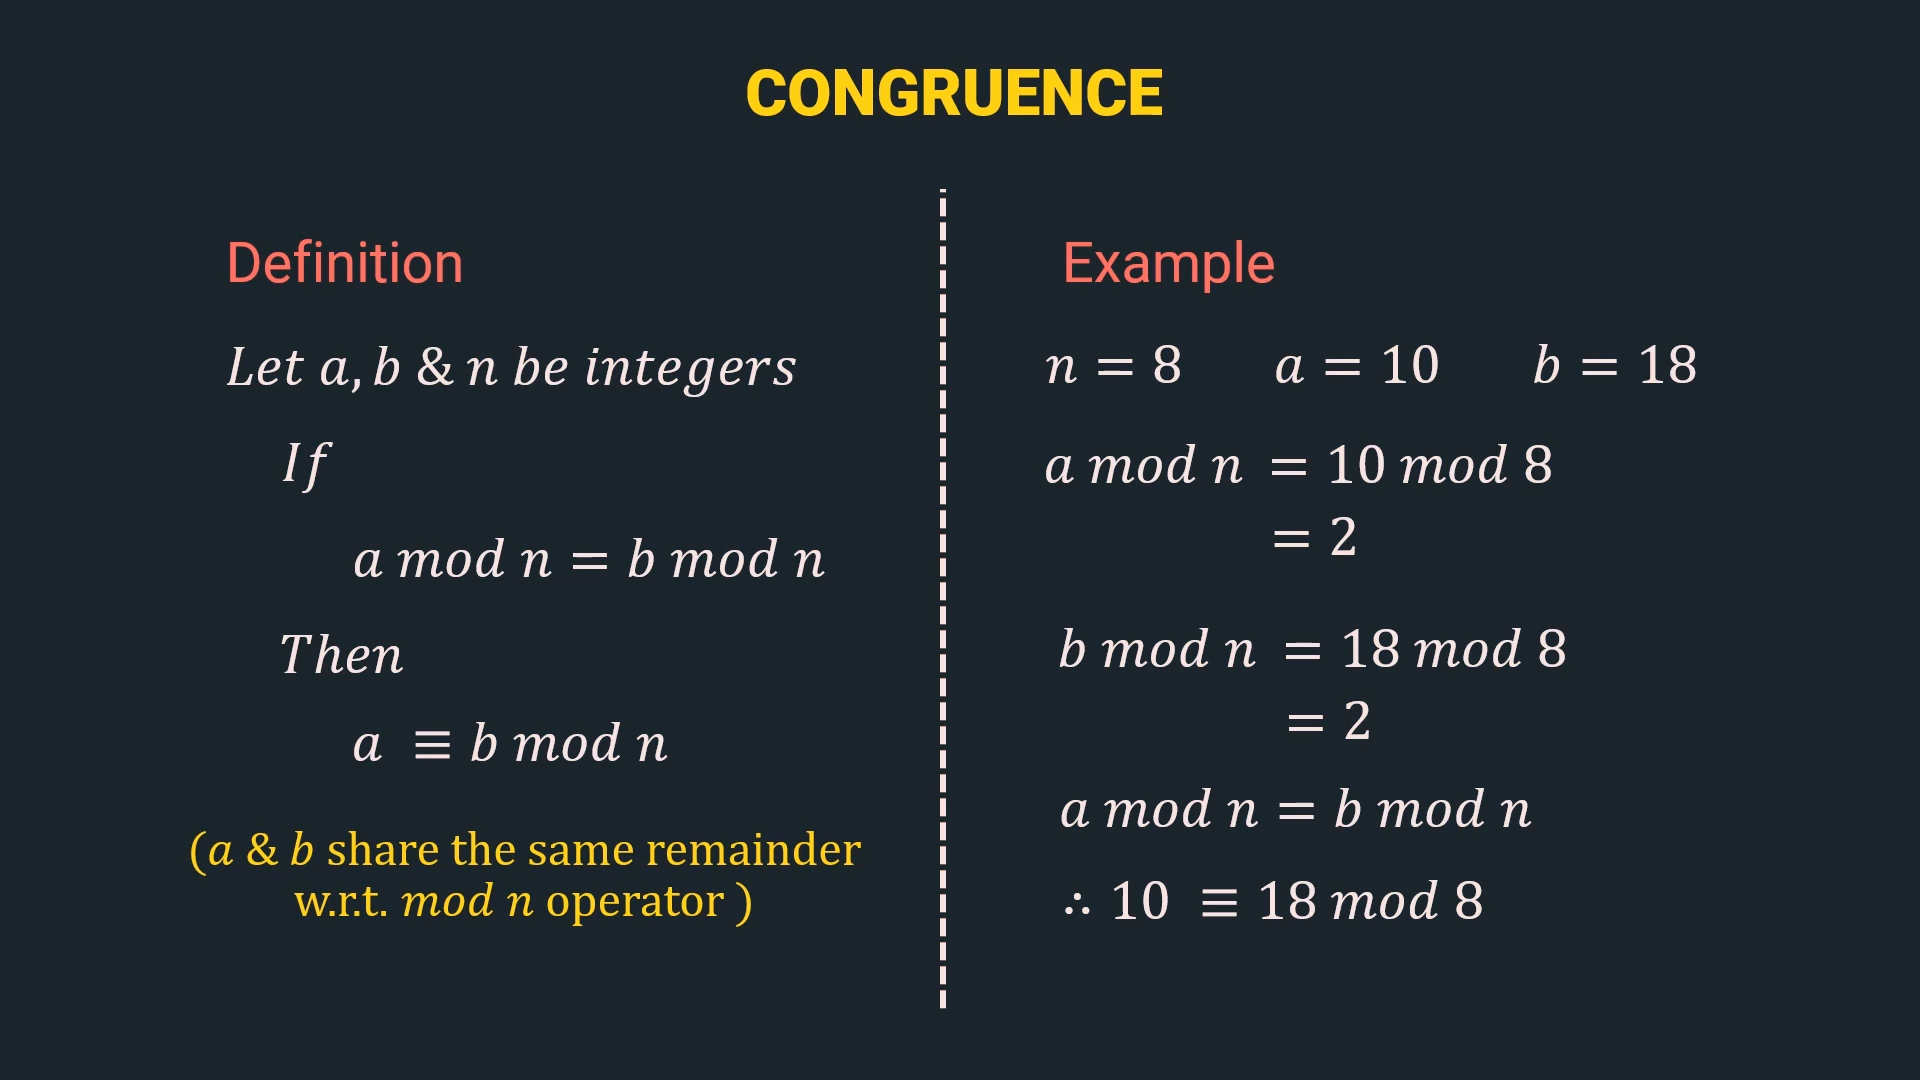 CONGRUENCE
Definition
Let a, b & n be integers
If
a mod n = b mod n
Then
a ≡ b mod n
(a & b share the same remainder
w.r.t. mod n operator )
Example
n = 8 a = 10 b = 18
a mod n = 10 mod 8
= 2
b mod n = 18 mod 8
= 2
a mod n = b mod n
∴ 10 ≡ 18 mod 8